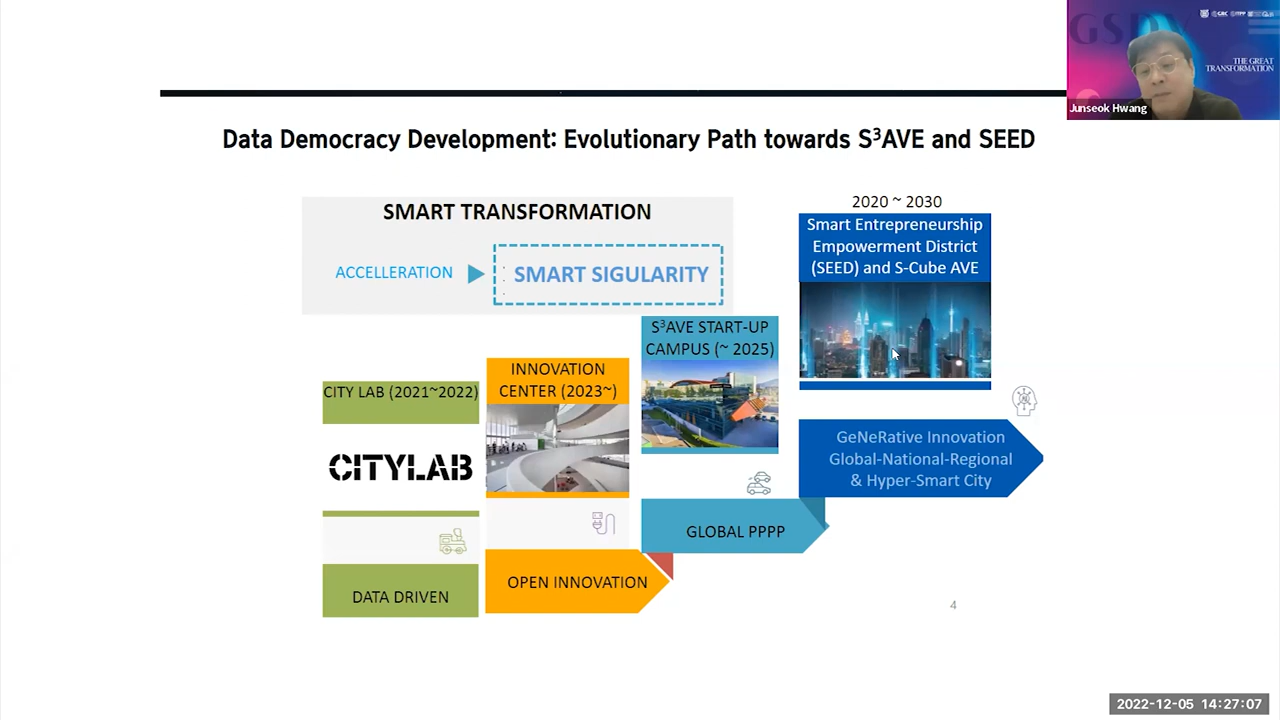 GSDV
THE GREAT
TRANSFORMATION
Junseok Hwang
Data Democracy Development: Evolutionary Path towards S³AVE and SEED
SMART TRANSFORMATION
ACCELLERATION
SMART SIGULARITY
2020 ~ 2030
Smart Entrepreneurship
Empowerment District
(SEED) and S-Cube AVE
S³AVE START-UP
CAMPUS (~ 2025)
INNOVATION
CENTER (2023~)
CITY LAB (2021~2022)
CITYLAB
GeNeRative Innovation
Global-National-Regional
& Hyper-Smart City
GLOBAL PPPP
OPEN INNOVATION
DATA DRIVEN
4
2022-12-05 14:27:07